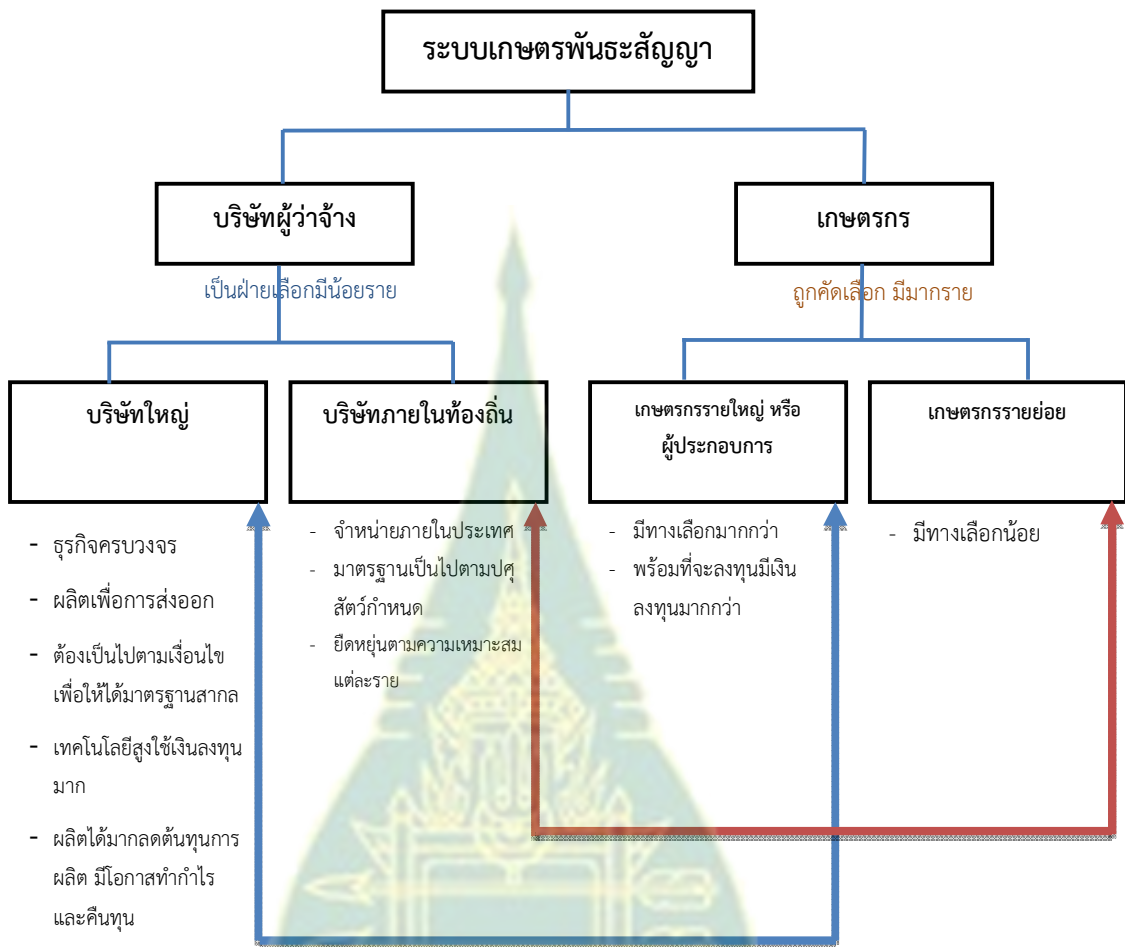 ระบบเกษตรพันธะสัญญา
บริษัทผู้ว่าจ้าง
เกษตรกร
เป็นฝ่ายเลือกมีน้อยราย
ถูกคัดเลือก มีมากราย
บริษัทใหญ่
บริษัทภายในท้องถิ่น
เกษตรกรรายใหญ่ หรือ
ผู้ประกอบการ
เกษตรกรรายย่อย
- ธุรกิจครบวงจร
- ผลิตเพื่อการส่งออก
- ต้องเป็นไปตามเงื่อนไข
เพื่อให้ได้มาตรฐานสากล
- เทคโนโลยีสูงใช้เงินลงทุน
มาก
- ผลิตได้มากลดต้นทุนการ
ผลิต มีโอกาสทำกำไร
และคืนทุน
- จำหน่ายภายในประเทศ
- มาตรฐานเป็นไปตามปศุ
สัตว์กำหนด
- ยืดหยุ่นตามความเหมาะสม
แต่ละราย
- มีทางเลือกมากกว่า
- พร้อมที่จะลงทุนมีเงิน
ลงทุนมากกว่า
- มีทางเลือกน้อย